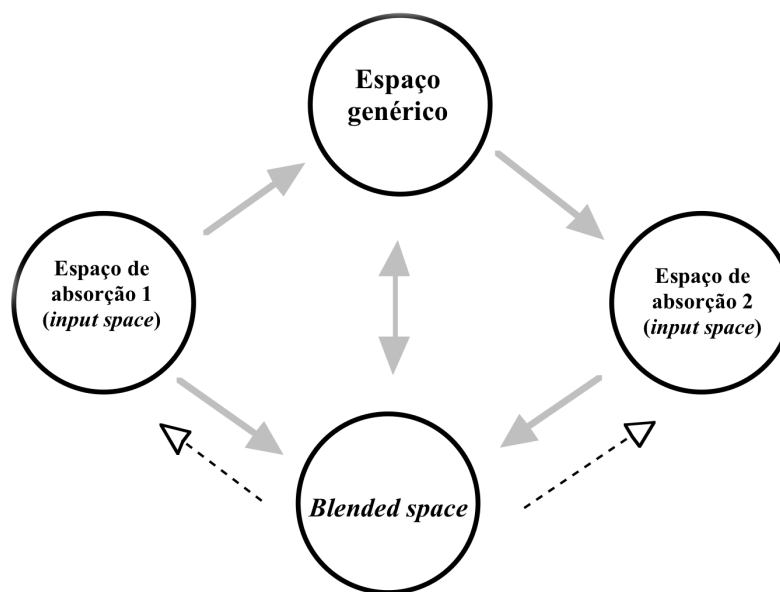 Espaço
genérico
Espaço de
absorção 1
(input space)
Espaço de
absorção 2
(input space)
Blended space